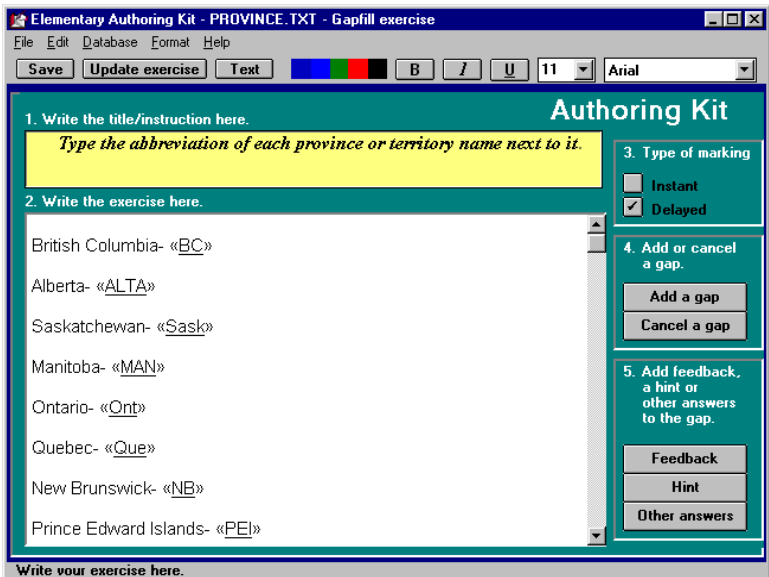 Elementary Authoring Kit - PROVINCE.TXT - Gapfill exercise
File Edit Database Format Help
Save Update exercise Text B I U 11 Arial
Authoring Kit
1. Write the title/instruction here.
Type the abbreviation of each province or territory name next to it.
2. Write the exercise here.
British Columbia- «BC»
Alberta- «ALTA»
Saskatchewan- «Sask»
Manitoba- «MAN»
Ontario- «Ont»
Quebec- «Que»
New Brunswick- «NB»
Prince Edward Islands- «PEI»
3. Type of marking
Instant
Delayed
4. Add or cancel
a gap.
Add a gap
Cancel a gap
5. Add feedback,
a hint or
other answers
to the gap.
Feedback
Hint
Other answers
Write your exercise here.